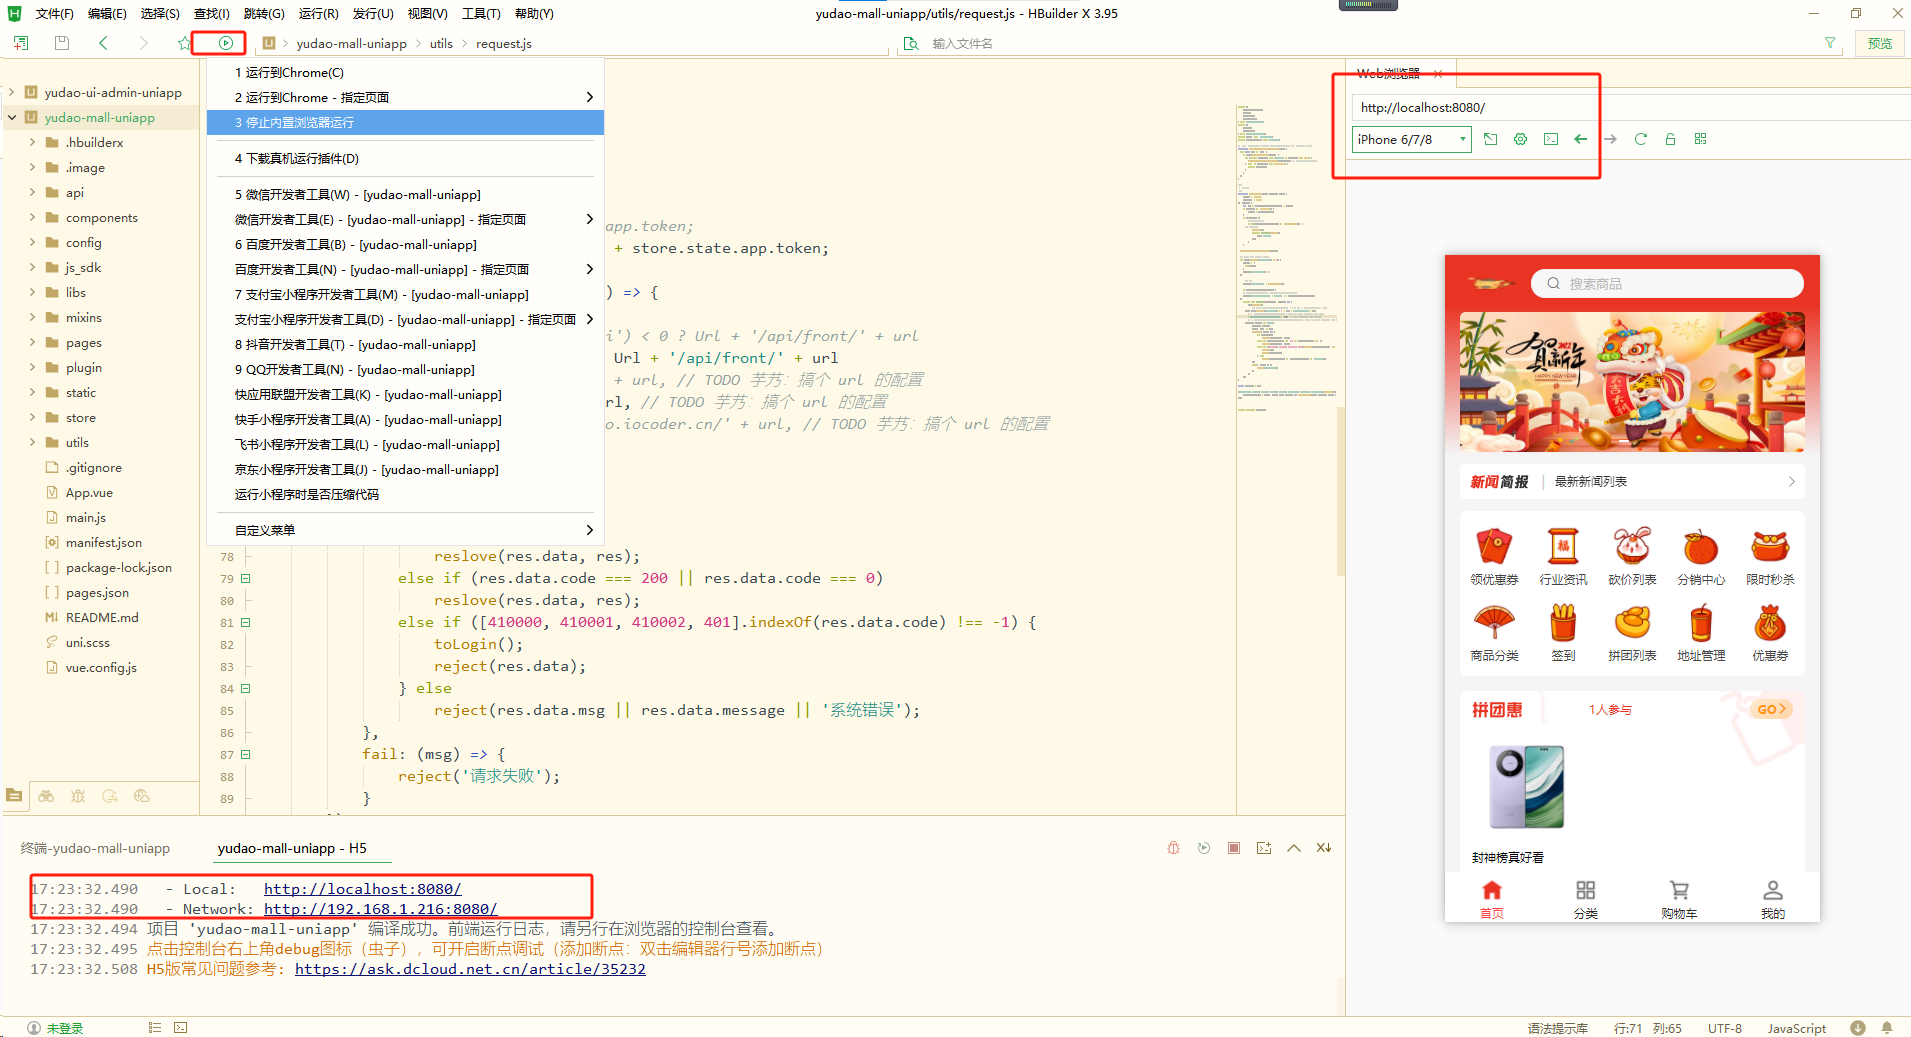 文件(F) 编辑(E) 选择(S) 查找(I) 跳转(G) 运行(R) 发行(U) 视图(V) 工具(T) 帮助(Y)
yudao-mall-uniapp/utils/request.js - HBuilder X 3.95
yudao-mall-uniapp
utils
request.js
输入文件名
预览
yudao-ui-admin-uniapp
yudao-mall-uniapp
.hbuilderx
.image
api
components
config
js_sdk
libs
mixins
pages
plugin
static
store
utils
.gitignore
App.vue
main.js
manifest.json
package-lock.json
pages.json
README.md
uni.scss
vue.config.js
1 运行到Chrome(C)
2 运行到Chrome - 指定页面
3 停止内置浏览器运行
4 下载真机运行插件(D)
5 微信开发者工具(W) - [yudao-mall-uniapp]
微信开发者工具(E) - [yudao-mall-uniapp] - 指定页面
6 百度开发者工具(B) - [yudao-mall-uniapp]
百度开发者工具(N) - [yudao-mall-uniapp] - 指定页面
7 支付宝小程序开发者工具(M) - [yudao-mall-uniapp]
支付宝小程序开发者工具(D) - [yudao-mall-uniapp] - 指定页面
8 抖音开发者工具(T) - [yudao-mall-uniapp]
9 QQ开发者工具(N) - [yudao-mall-uniapp]
快应用联盟开发者工具(K) - [yudao-mall-uniapp]
快手小程序开发者工具(A) - [yudao-mall-uniapp]
飞书小程序开发者工具(L) - [yudao-mall-uniapp]
京东小程序开发者工具(J) - [yudao-mall-uniapp]
运行小程序时是否压缩代码
自定义菜单
app.token;
+ store.state.app.token;
) => {
i') < 0 ? Url + '/api/front/' + url
Url + '/api/front/' + url
+ url, // TODO 芋艿：搞个 url 的配置
rl, // TODO 芋艿：搞个 url 的配置
o.iocoder.cn/' + url, // TODO 芋艿：搞个 url 的配置
78 reslove(res.data, res);
79 else if (res.data.code === 200 || res.data.code === 0)
80 reslove(res.data, res);
81 else if ([410000, 410001, 410002, 401].indexOf(res.data.code) !== -1) {
82 toLogin();
83 reject(res.data);
84 } else
85 reject(res.data.msg || res.data.message || '系统错误');
86 },
87 fail: (msg) => {
88 reject('请求失败');
89 }
终端-yudao-mall-uniapp
yudao-mall-uniapp - H5
17:23:32.490 - Local: http://localhost:8080/
17:23:32.490 - Network: http://192.168.1.216:8080/
17:23:32.494 项目 'yudao-mall-uniapp' 编译成功。前端运行日志，请另行在浏览器的控制台查看。
17:23:32.495 点击控制台右上角debug图标（虫子），可开启断点调试（添加断点：双击编辑器行号添加断点）
17:23:32.508 H5版常见问题参考: https://ask.dcloud.net.cn/article/35232
未登录
语法提示库 行:71 列:65 UTF-8 JavaScript
Web浏览器
http://localhost:8080/
iPhone 6/7/8
搜索商品
贺新年
2022
HAPPY NEW YEAR
大吉大利
新闻简报
最新新闻列表
福
领优惠券 行业资讯 砍价列表 分销中心 限时秒杀
商品分类 签到 拼团列表 地址管理 优惠券
拼团惠
1人参与
GO
封神榜真好看
首页 分类 购物车 我的